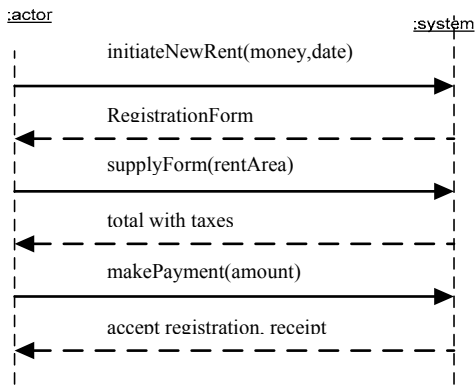 :actor
:system
initiateNewRent(money,date)
RegistrationForm
supplyForm(rentArea)
total with taxes
makePayment(amount)
accept registration, receipt